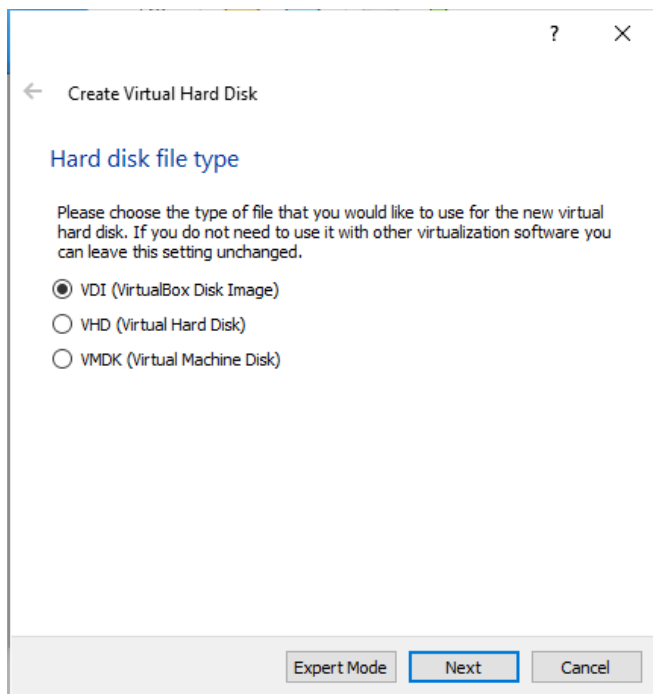 ?
Create Virtual Hard Disk
Hard disk file type
Please choose the type of file that you would like to use for the new virtual
hard disk. If you do not need to use it with other virtualization software you
can leave this setting unchanged.
VDI (VirtualBox Disk Image)
VHD (Virtual Hard Disk)
VMDK (Virtual Machine Disk)
Expert Mode Next Cancel